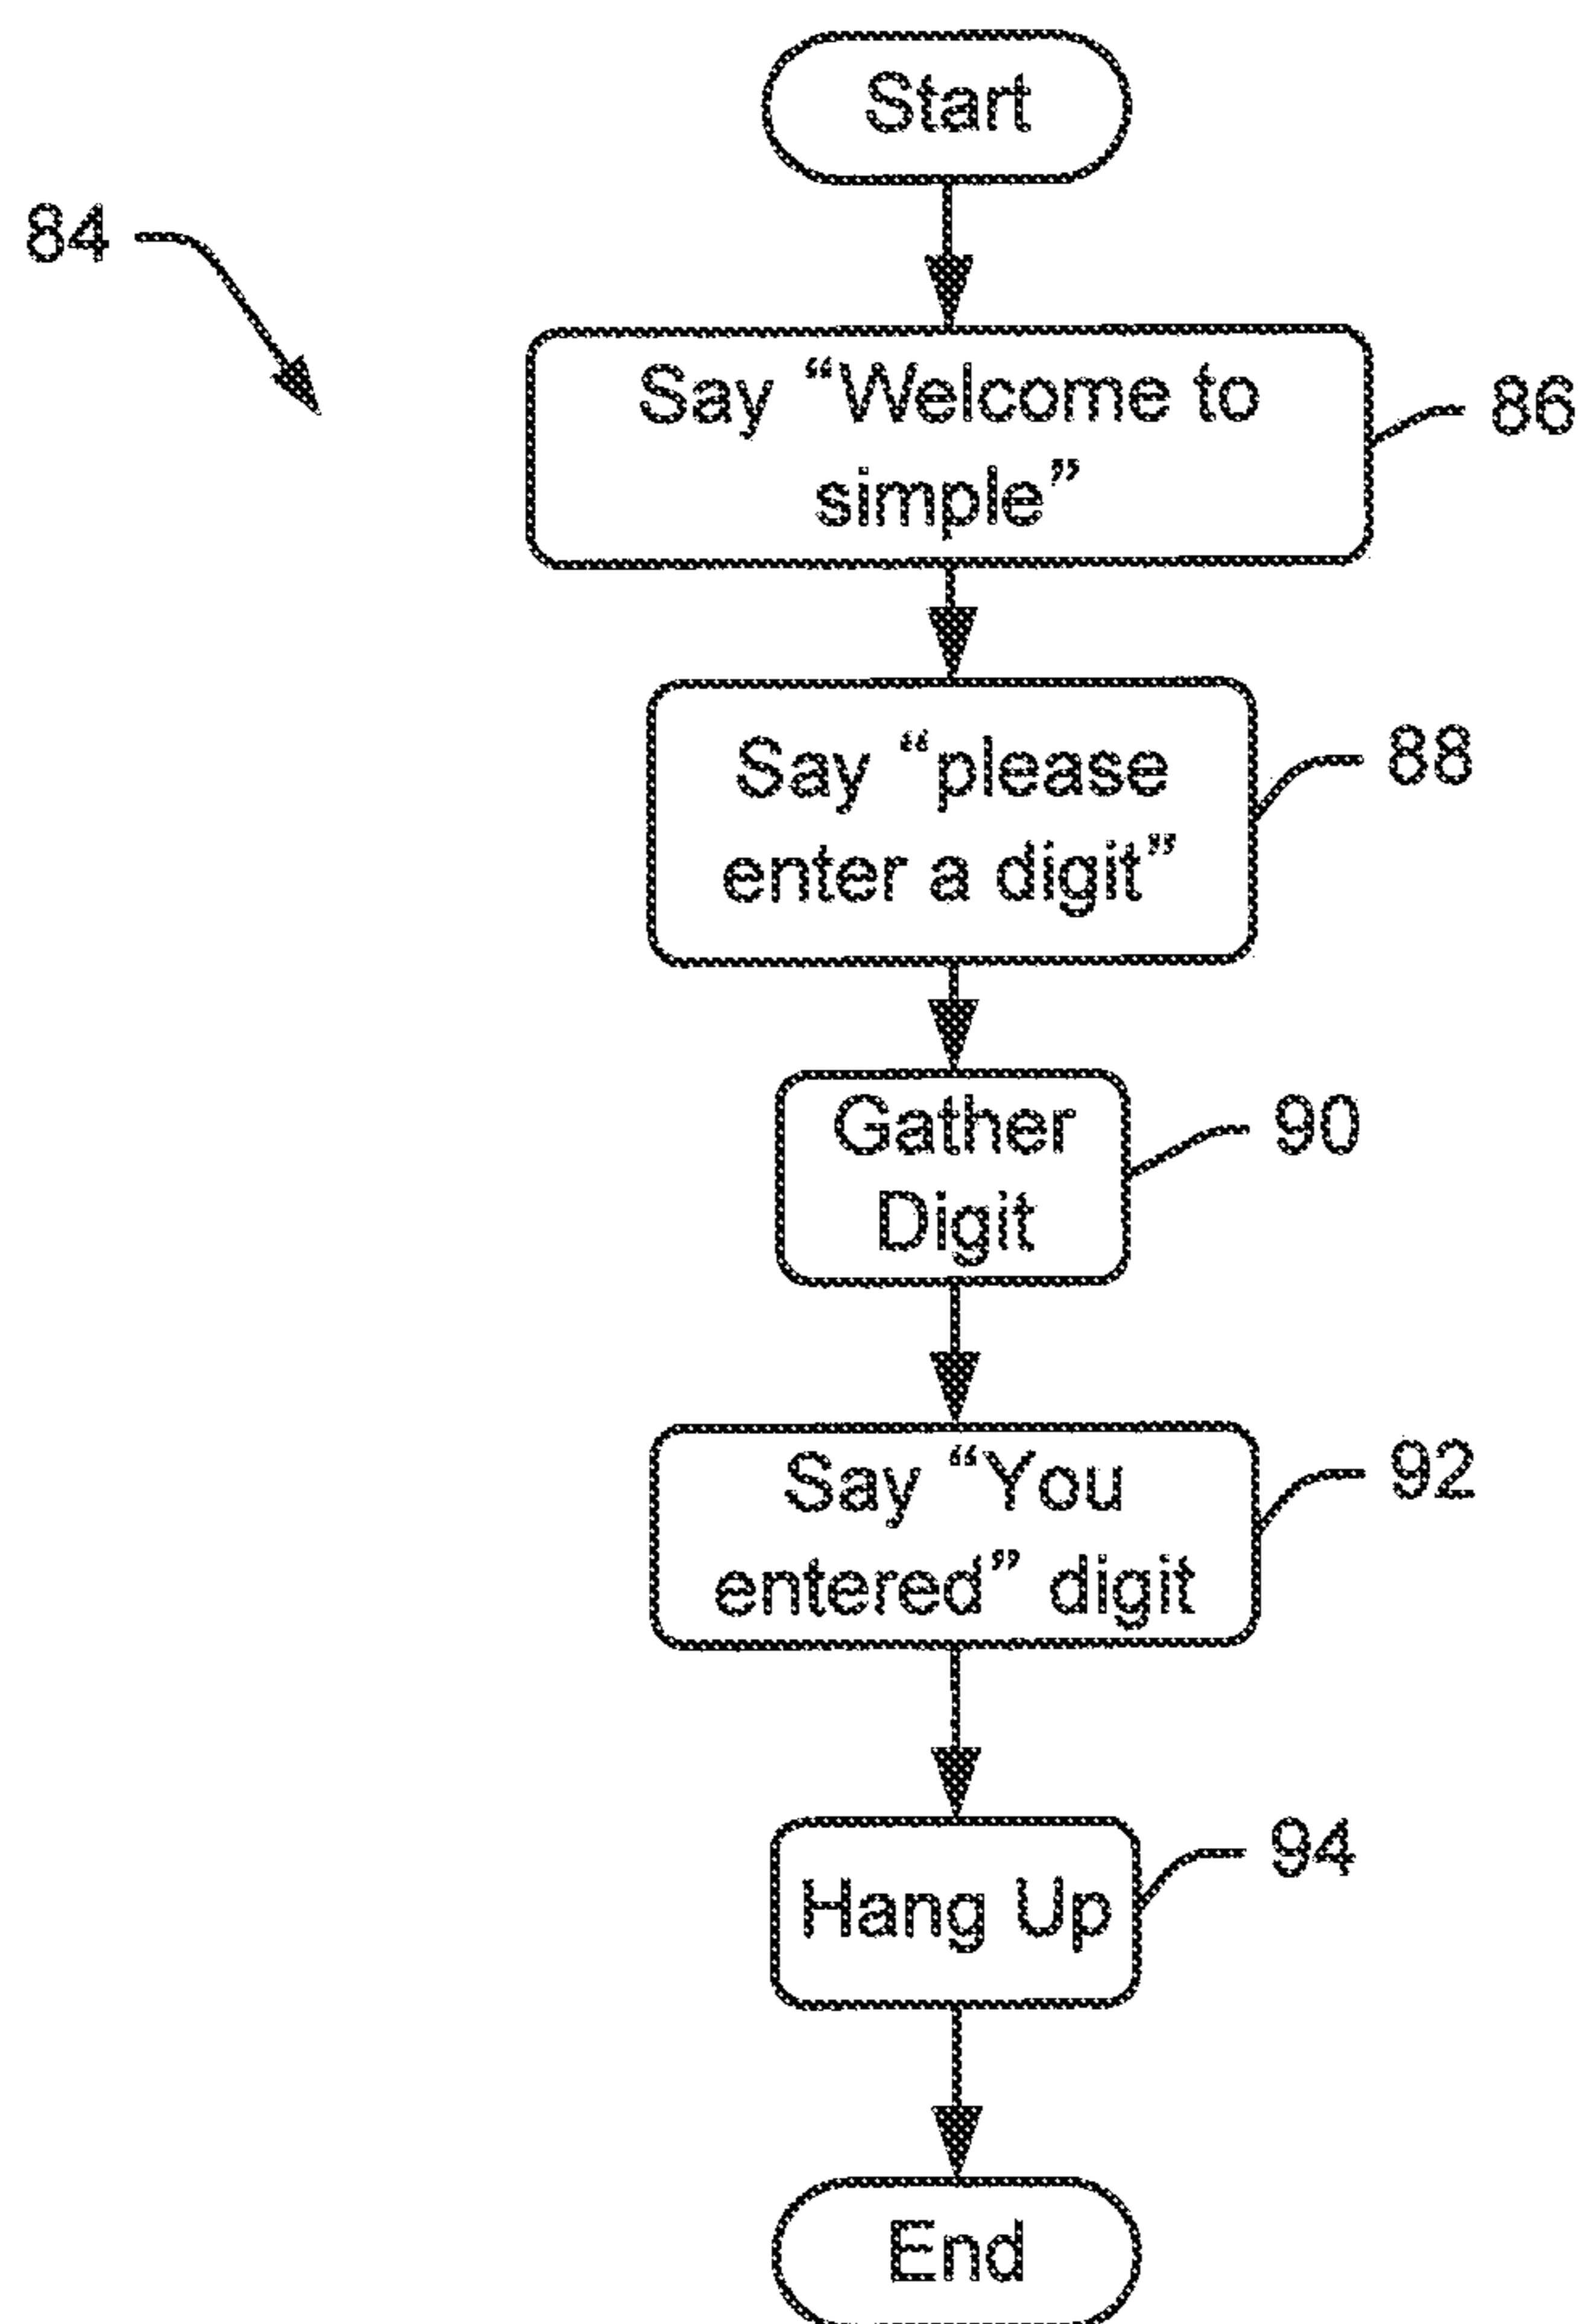 Start
84
Say “Welcome to
simple”
86
Say “please
enter a digit”
88
Gather
Digit
90
Say “You
entered” digit
92
Hang Up
94
End